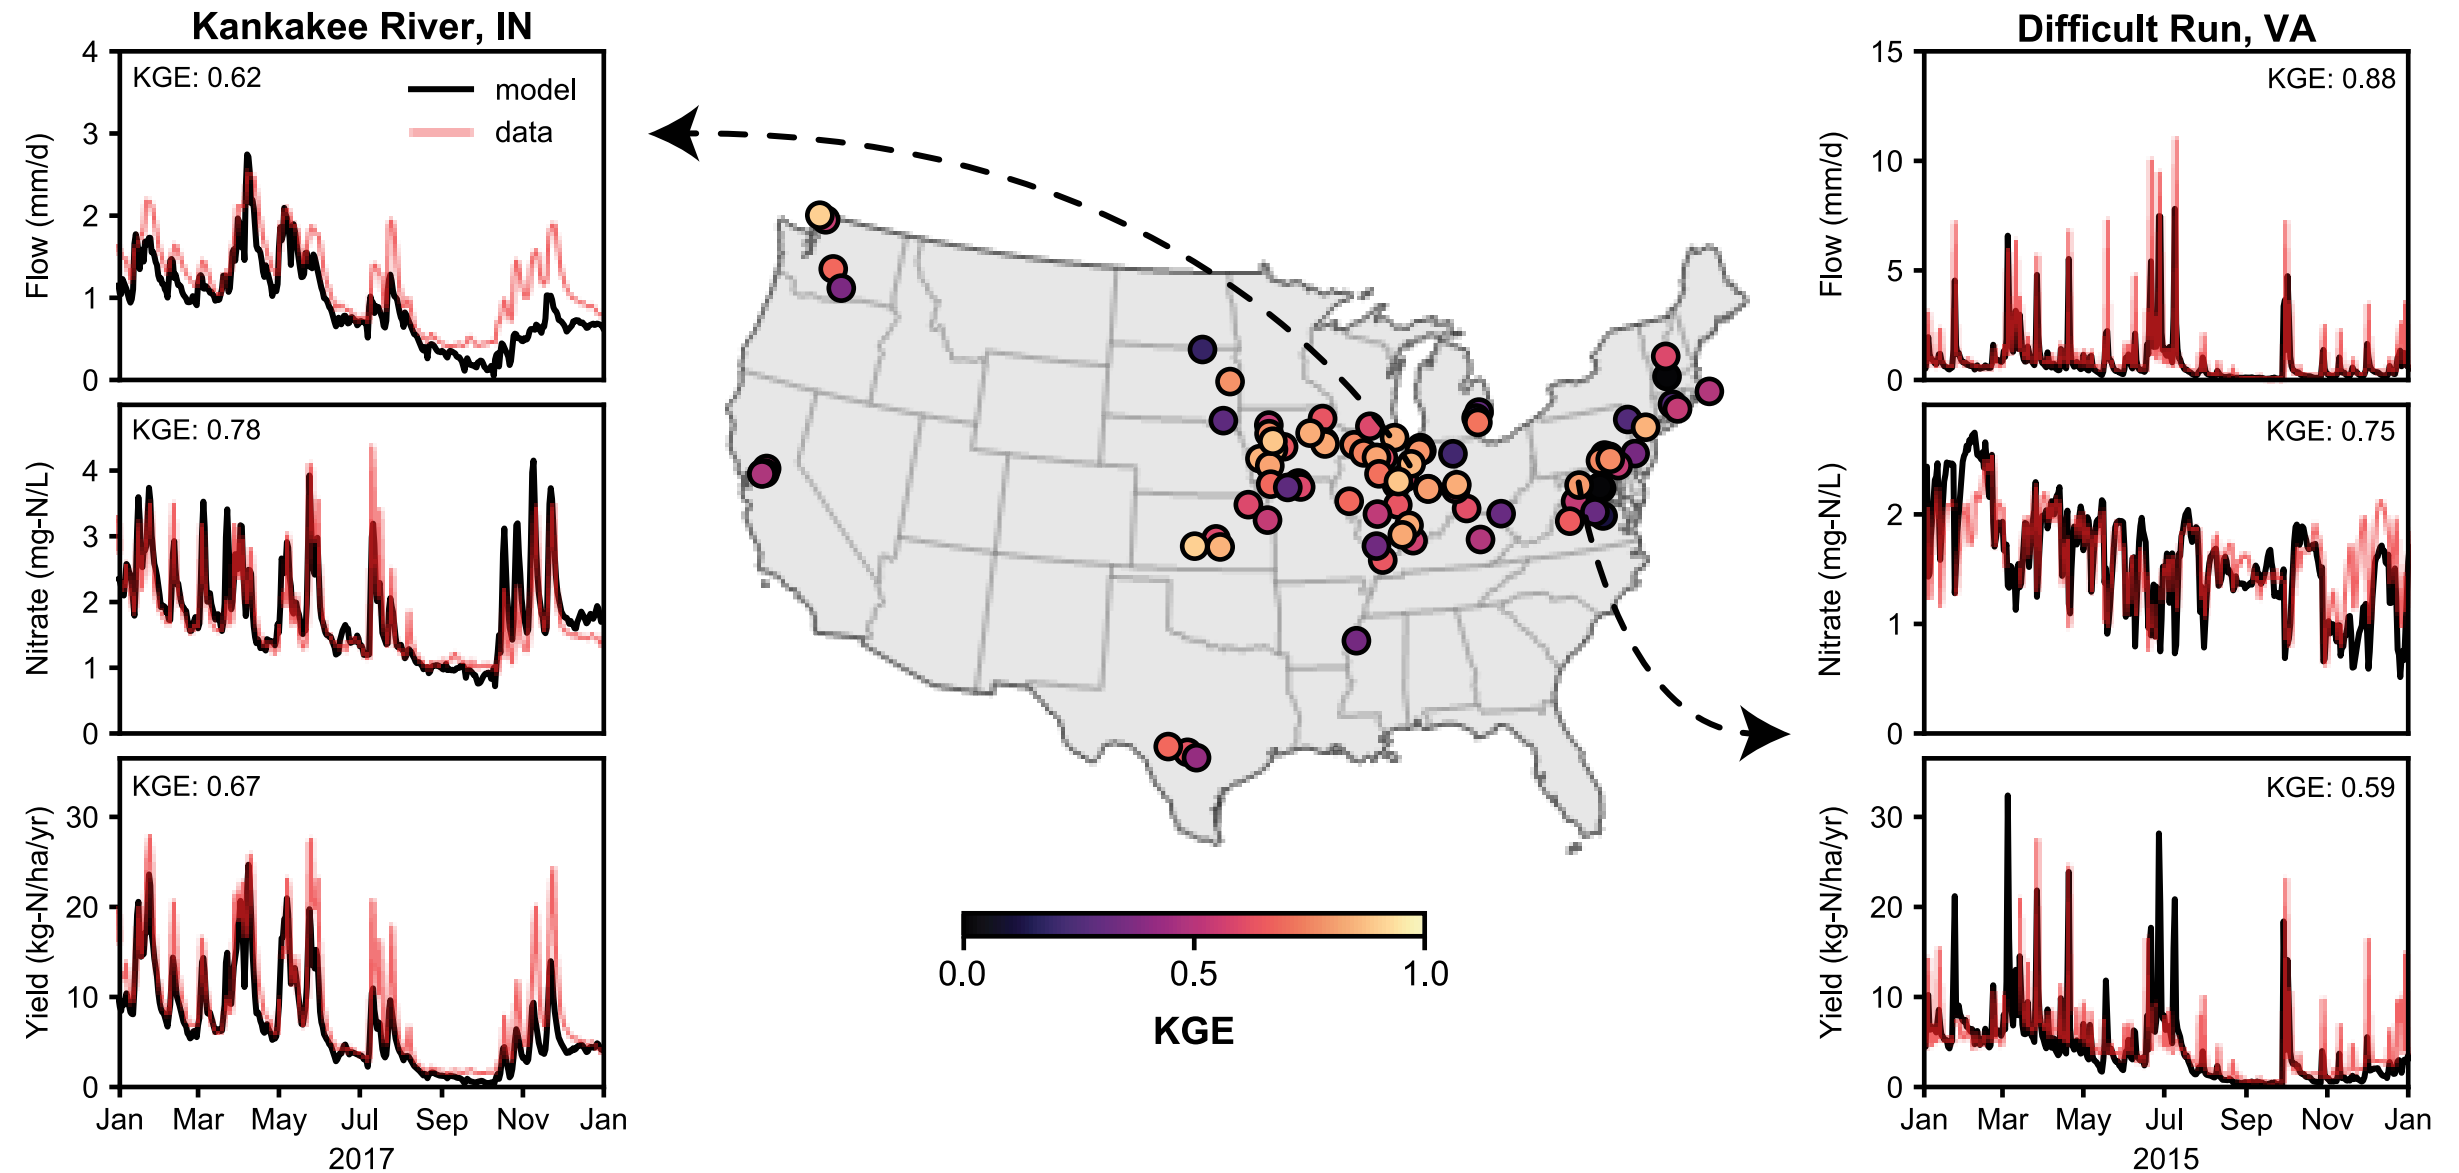 Kankakee River, IN
KGE: 0.62
model
data
Flow (mm/d)
4
3
2
1
0
KGE: 0.78
Nitrate (mg-N/L)
4
3
2
1
0
KGE: 0.67
Yield (kg-N/ha/yr)
30
20
10
0
Jan Mar May Jul Sep Nov Jan
2017
0.0 0.5 1.0
KGE
Difficult Run, VA
KGE: 0.88
Flow (mm/d)
15
10
5
0
KGE: 0.75
Nitrate (mg-N/L)
2
1
0
KGE: 0.59
Yield (kg-N/ha/yr)
30
20
10
0
Jan Mar May Jul Sep Nov Jan
2015